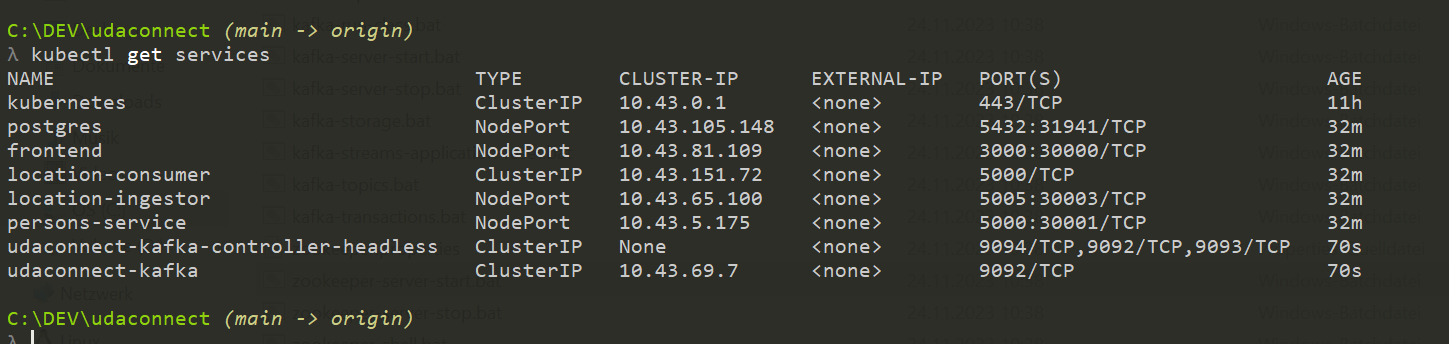 C:\DEV\udaconnect (main -> origin)
λ kubectl get services
NAME TYPE CLUSTER-IP EXTERNAL-IP PORT(S) AGE
kubernetes ClusterIP 10.43.0.1 <none> 443/TCP 11h
postgres NodePort 10.43.105.148 <none> 5432:31941/TCP 32m
frontend NodePort 10.43.81.109 <none> 3000:30000/TCP 32m
location-consumer ClusterIP 10.43.151.72 <none> 5000/TCP 32m
location-ingestor NodePort 10.43.65.100 <none> 5005:30003/TCP 32m
persons-service NodePort 10.43.5.175 <none> 5000:30001/TCP 32m
udaconnect-kafka-controller-headless ClusterIP None <none> 9094/TCP,9092/TCP,9093/TCP 70s
udaconnect-kafka ClusterIP 10.43.69.7 <none> 9092/TCP 70s
C:\DEV\udaconnect (main -> origin)
λ